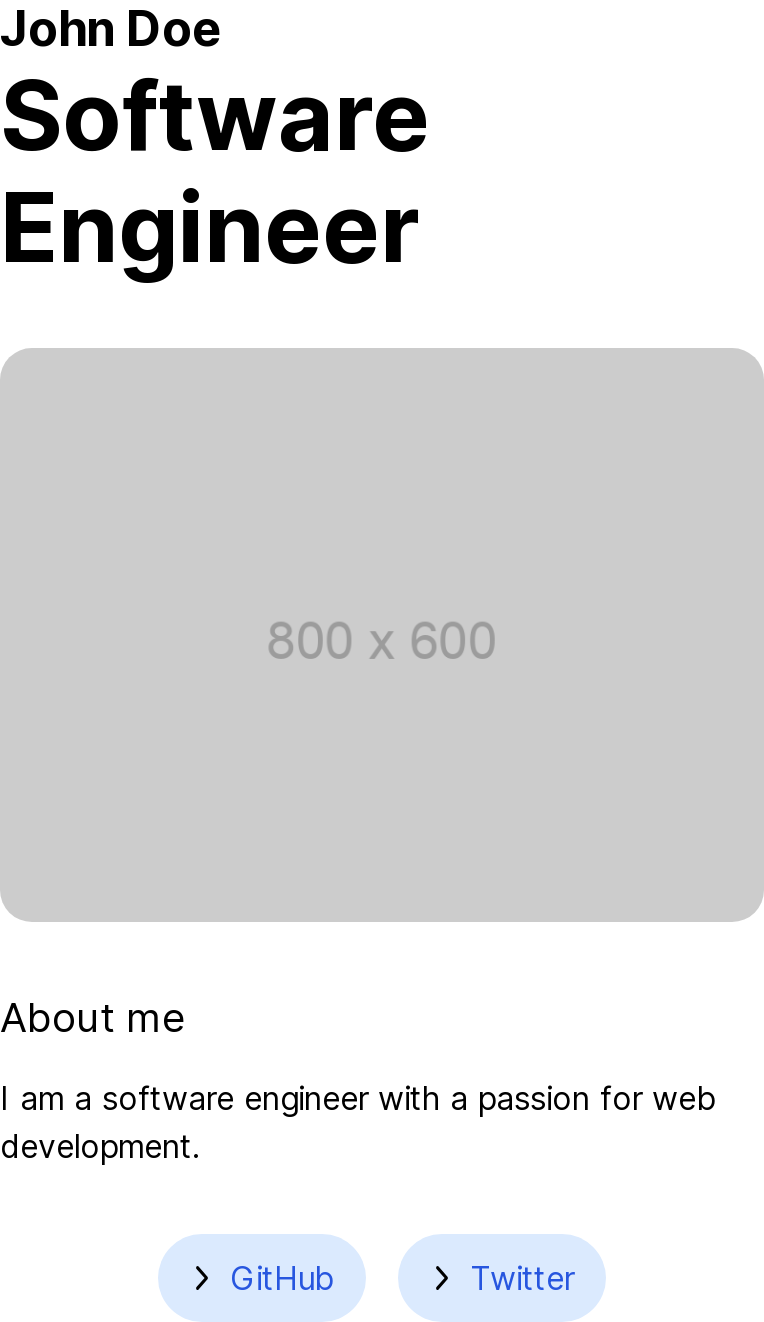 John Doe
Software
Engineer
800 x 600
About me
I am a software engineer with a passion for web
development.
GitHub
Twitter